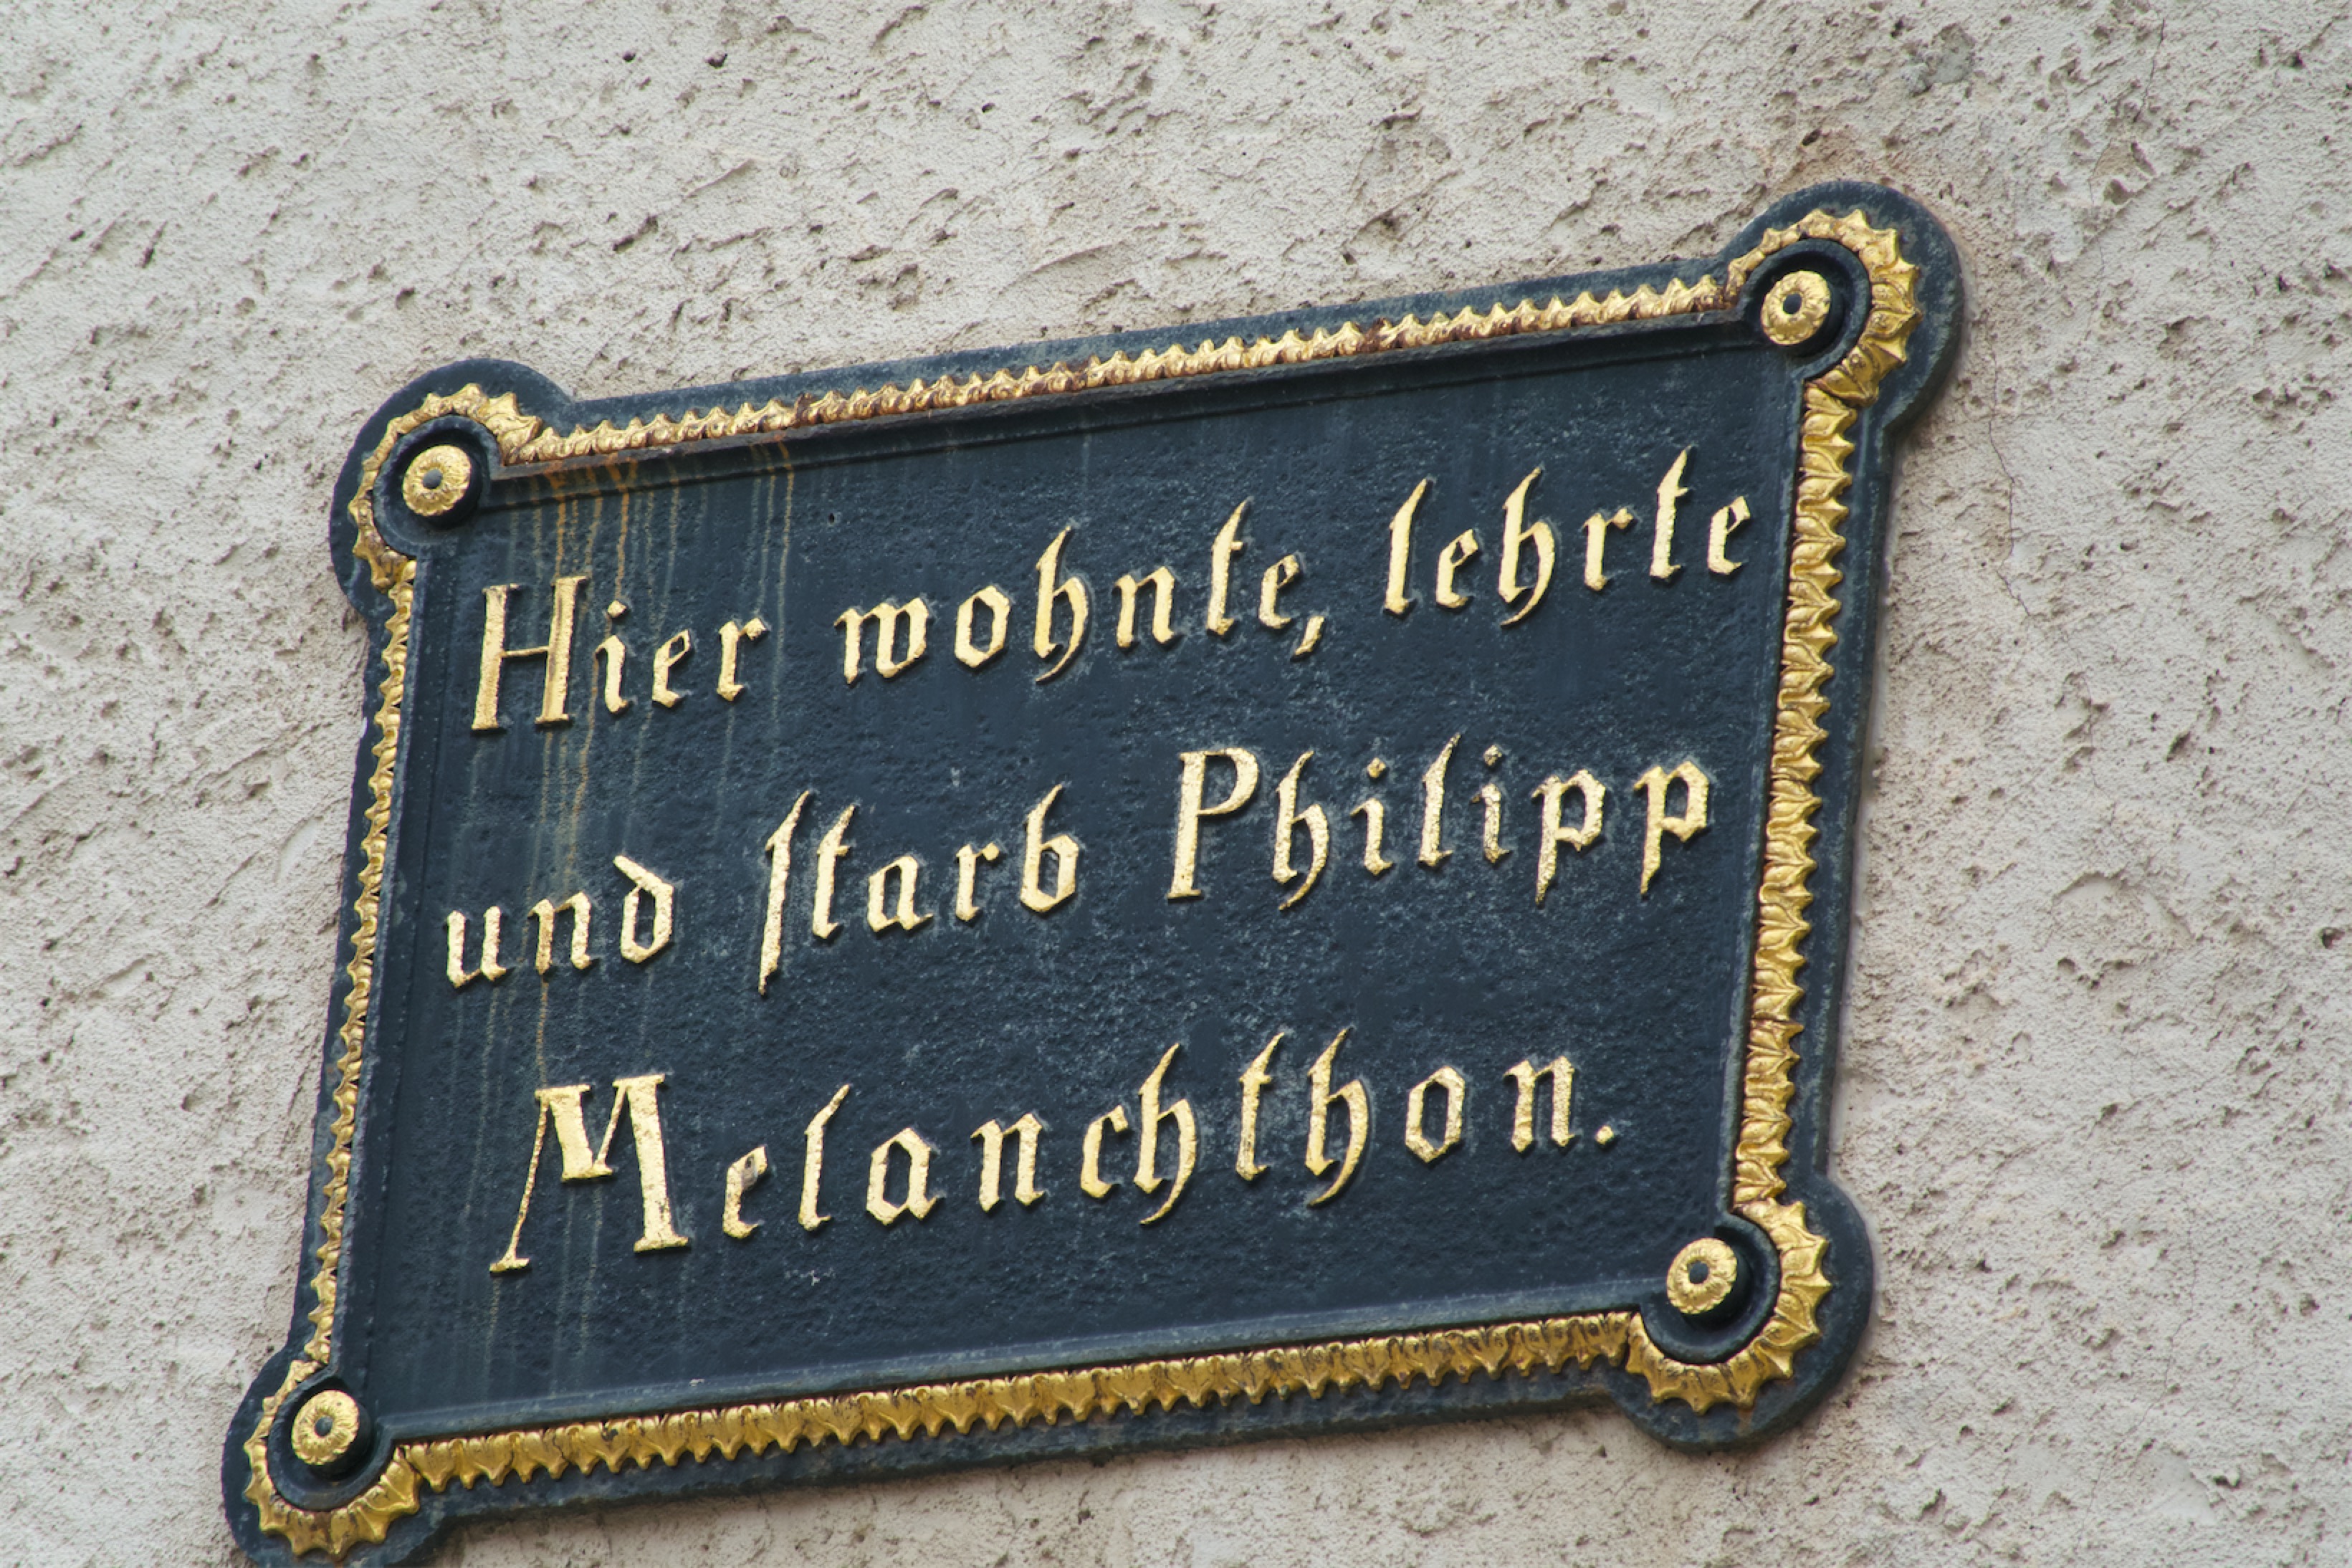 Hier wohnte, lehrte
und ſtarb Philipp
Melanchthon.